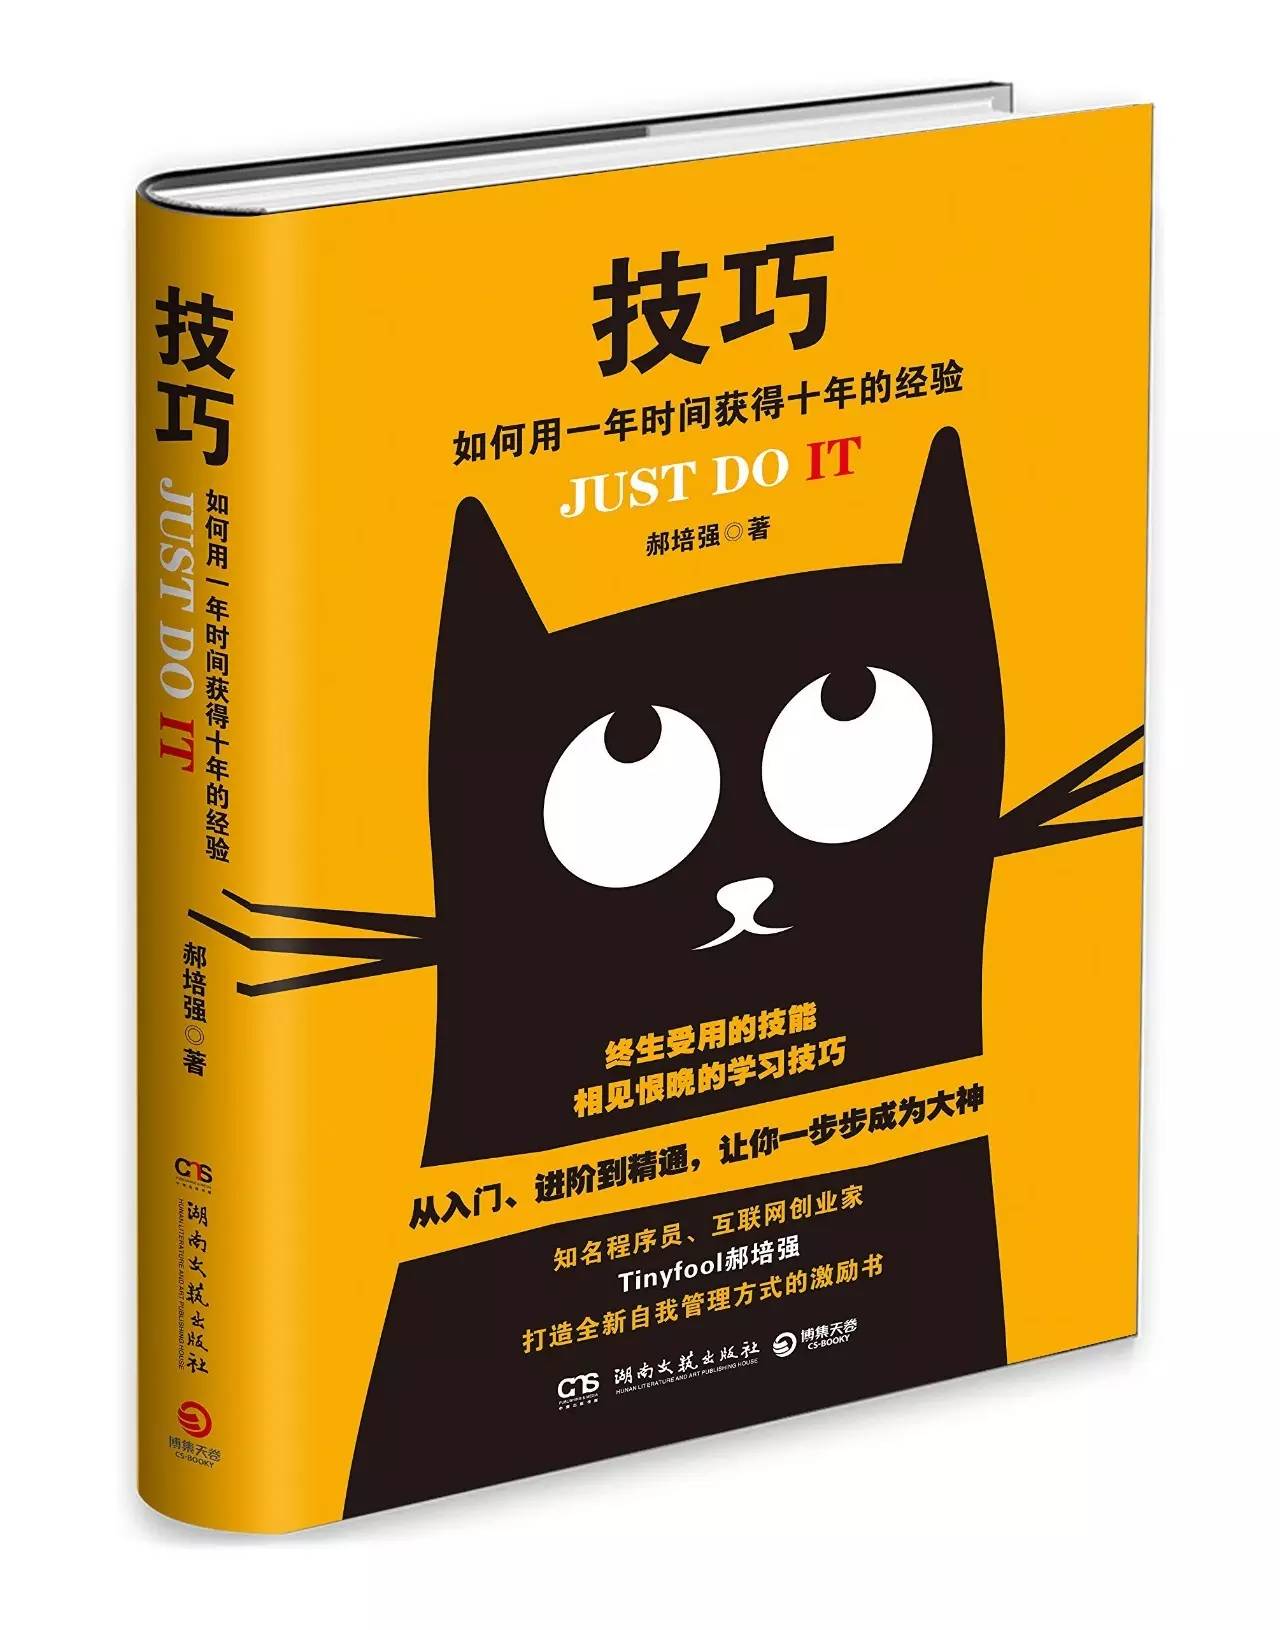 技巧
如何用一年时间获得十年的经验
JUST DO IT
郝培强◎著
终生受用的技能
相见恨晚的学习技巧
从入门、进阶到精通，让你一步步成为大神
知名程序员、互联网创业家
Tinyfool郝培强
打造全新自我管理方式的激励书
湖南文艺出版社
HUNAN LITERATURE AND ART PUBLISHING HOUSE
博集天卷
CS-BOOKY
技巧
JUST DO IT
如何用一年时间获得十年的经验
郝培强◎著
湖南文艺出版社
HUNAN LITERATURE AND ART PUBLISHING HOUSE
博集天卷
CS-BOOKY